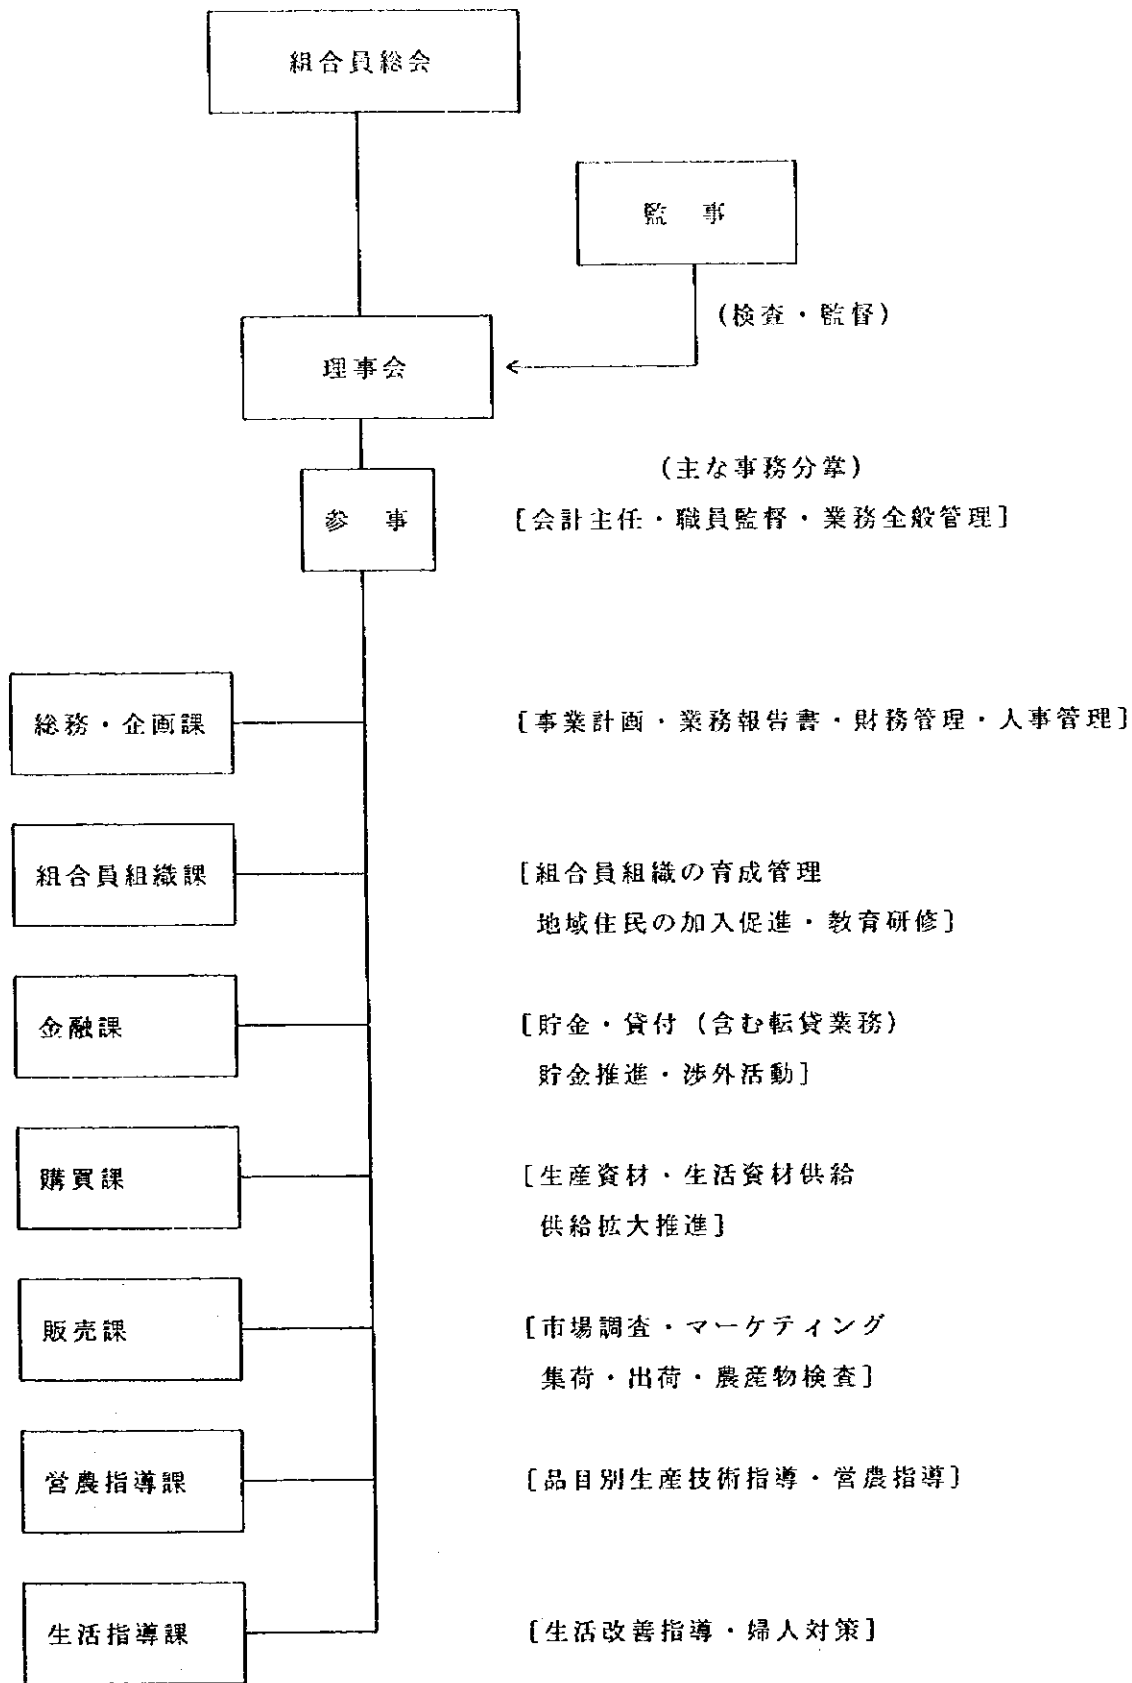 組合員総会
監 事
(検査・監督)
理事会
(主な事務分掌)
参 事
[会計主任・職員監督・業務全般管理]
総務・企画課
[事業計画・業務報告書・財務管理・人事管理]
組合員組織課
[組合員組織の育成管理
地域住民の加入促進・教育研修]
金融課
[貯金・貸付 (含む転貸業務)
貯金推進・渉外活動]
購買課
[生産資材・生活資材供給
供給拡大推進]
販売課
[市場調査・マーケティング
集荷・出荷・農産物検査]
営農指導課
[品目別生産技術指導・営農指導]
生活指導課
[生活改善指導・婦人対策]